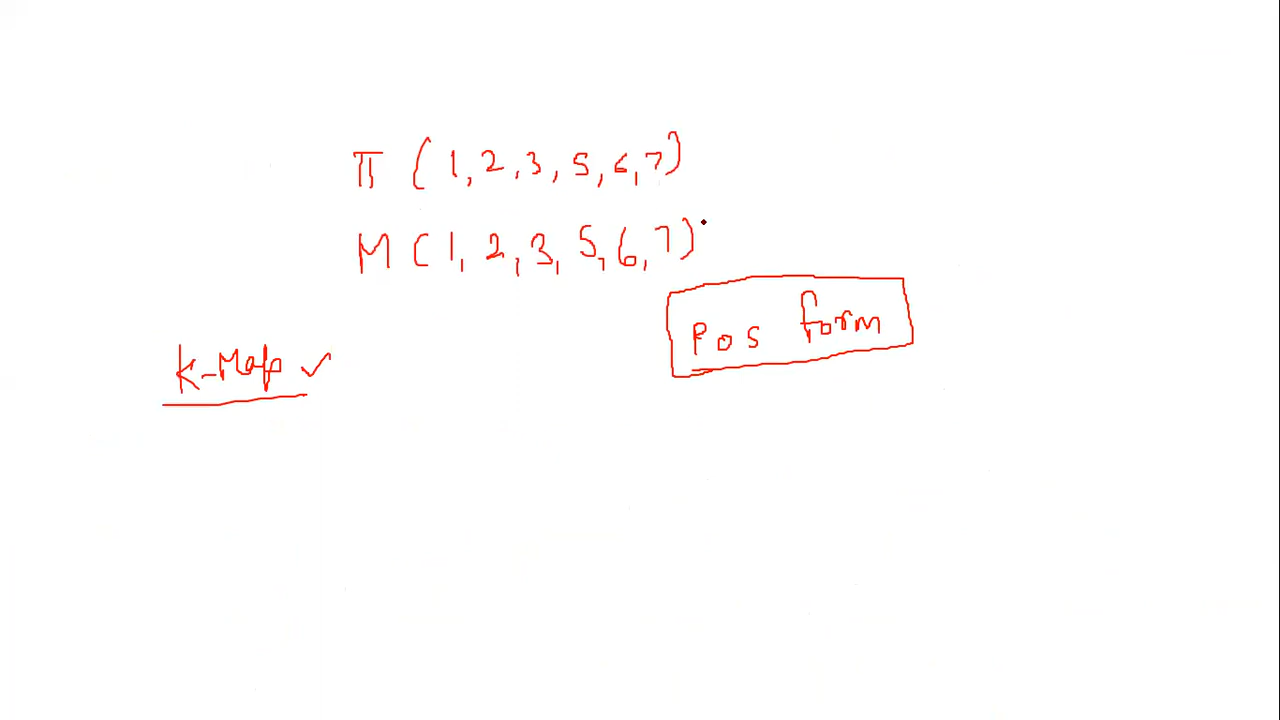 π (1,2,3,5,6,7)
M (1,2,3,5,6,7)
POS form
K-Map ✓